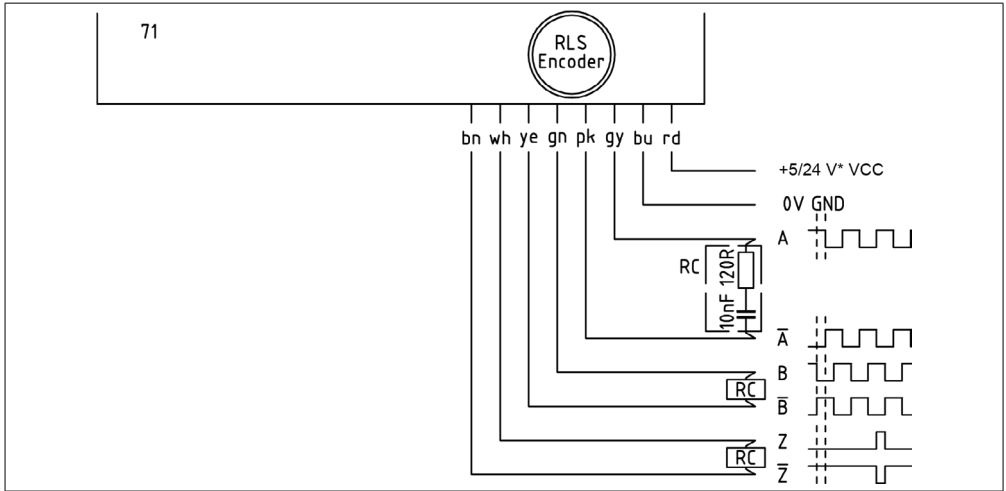 71
RLS
Encoder
bn wh ye gn pk gy bu rd
+5/24 V* VCC
0V GND
A
RC
120R
10nF
A̅
B
RC
B̅
Z
RC
Z̅